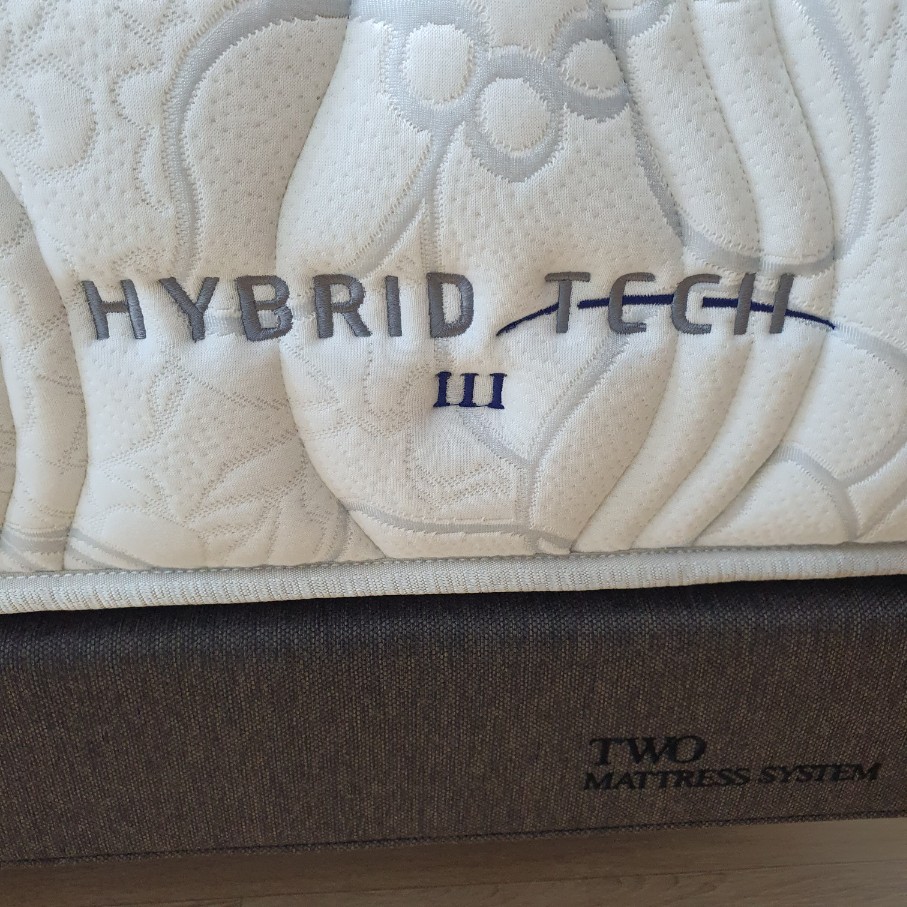 HYBRID TECH
III
TWO
MATTRESS SYSTEM